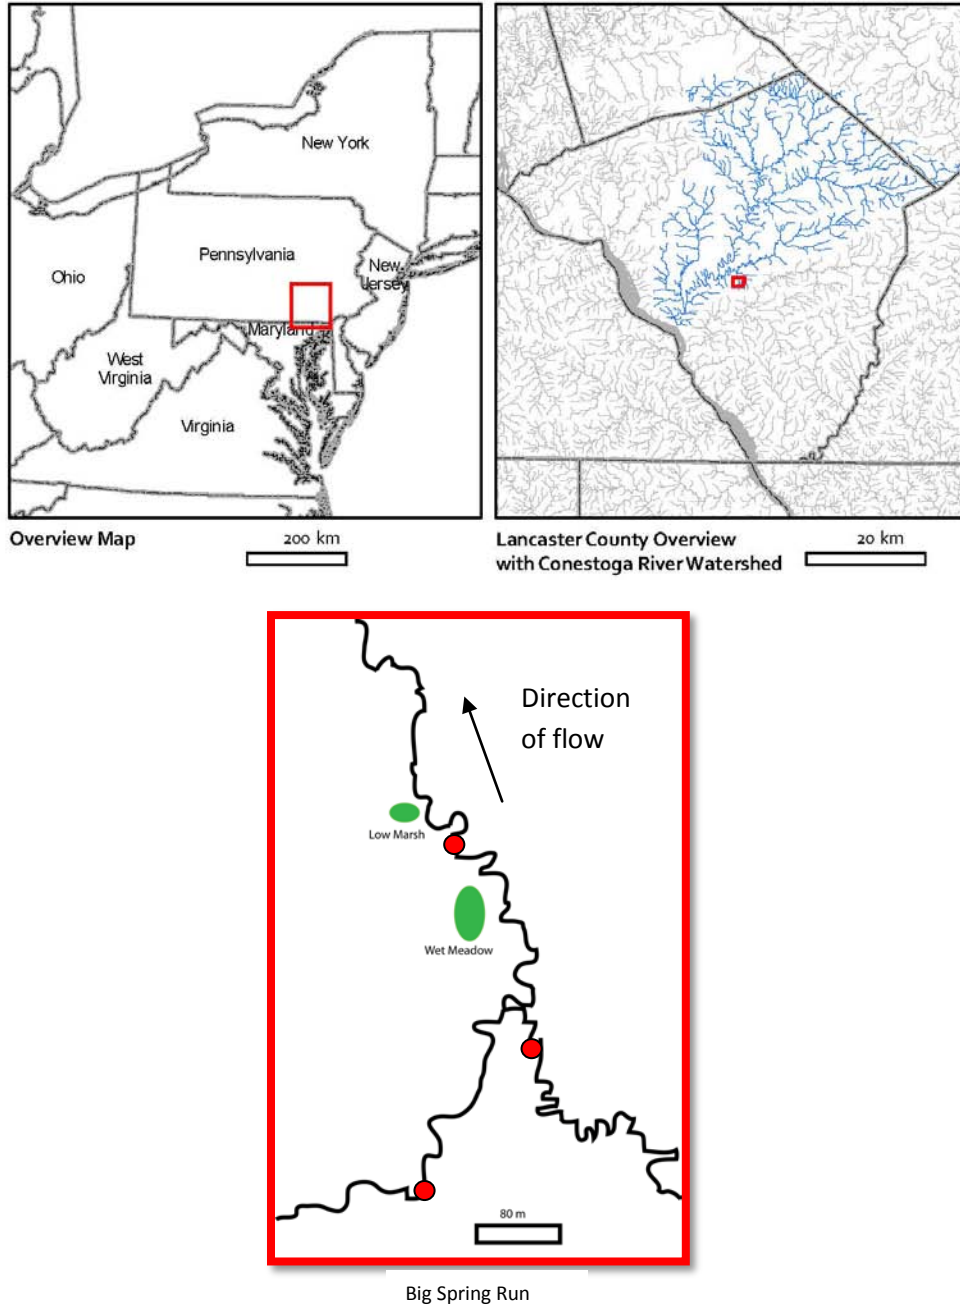 New York
Pennsylvania
Ohio
New
Jersey
Maryland
West
Virginia
Virginia
Overview Map
200 km
Lancaster County Overview
with Conestoga River Watershed
20 km
Direction
of flow
Low Marsh
Wet Meadow
80 m
Big Spring Run